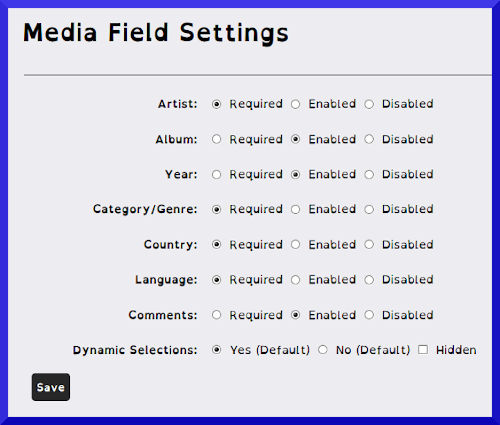 Media Field Settings
Artist: Required Enabled Disabled
Album: Required Enabled Disabled
Year: Required Enabled Disabled
Category/Genre: Required Enabled Disabled
Country: Required Enabled Disabled
Language: Required Enabled Disabled
Comments: Required Enabled Disabled
Dynamic Selections: Yes (Default) No (Default) Hidden
Save